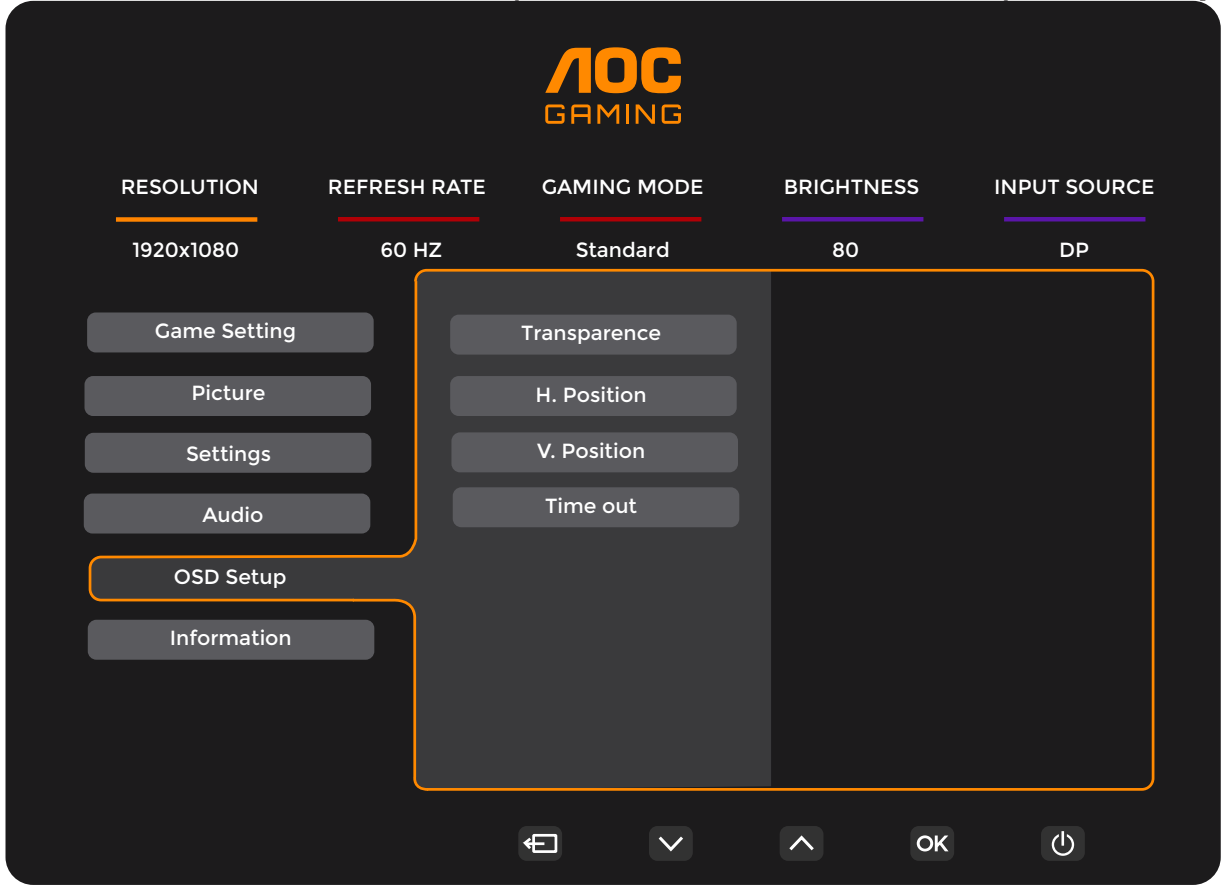 AOC
GAMING
RESOLUTION REFRESH RATE GAMING MODE BRIGHTNESS INPUT SOURCE
1920x1080 60 HZ Standard 80 DP
Game Setting Transparence
Picture H. Position
Settings V. Position
Audio Time out
OSD Setup
Information
OK